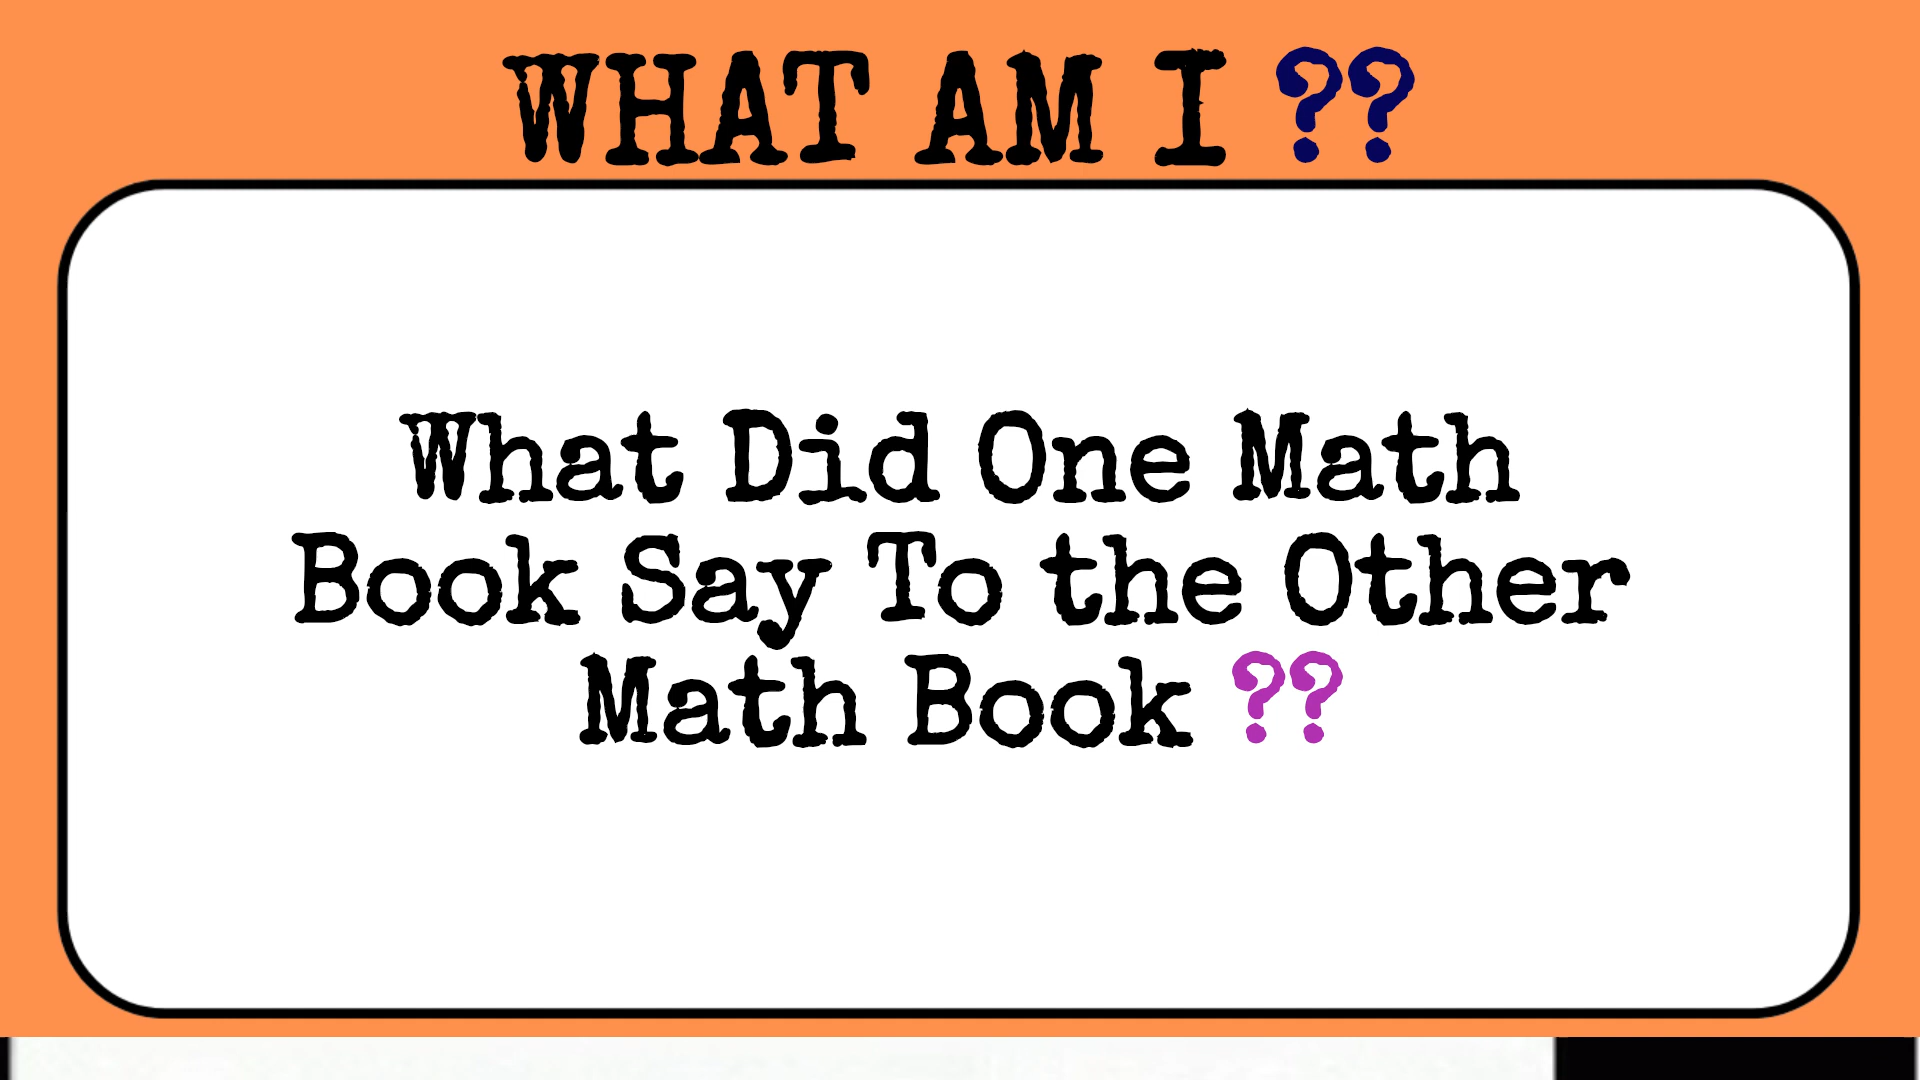 WHAT AM I ??
What Did One Math
Book Say To the Other
Math Book ??